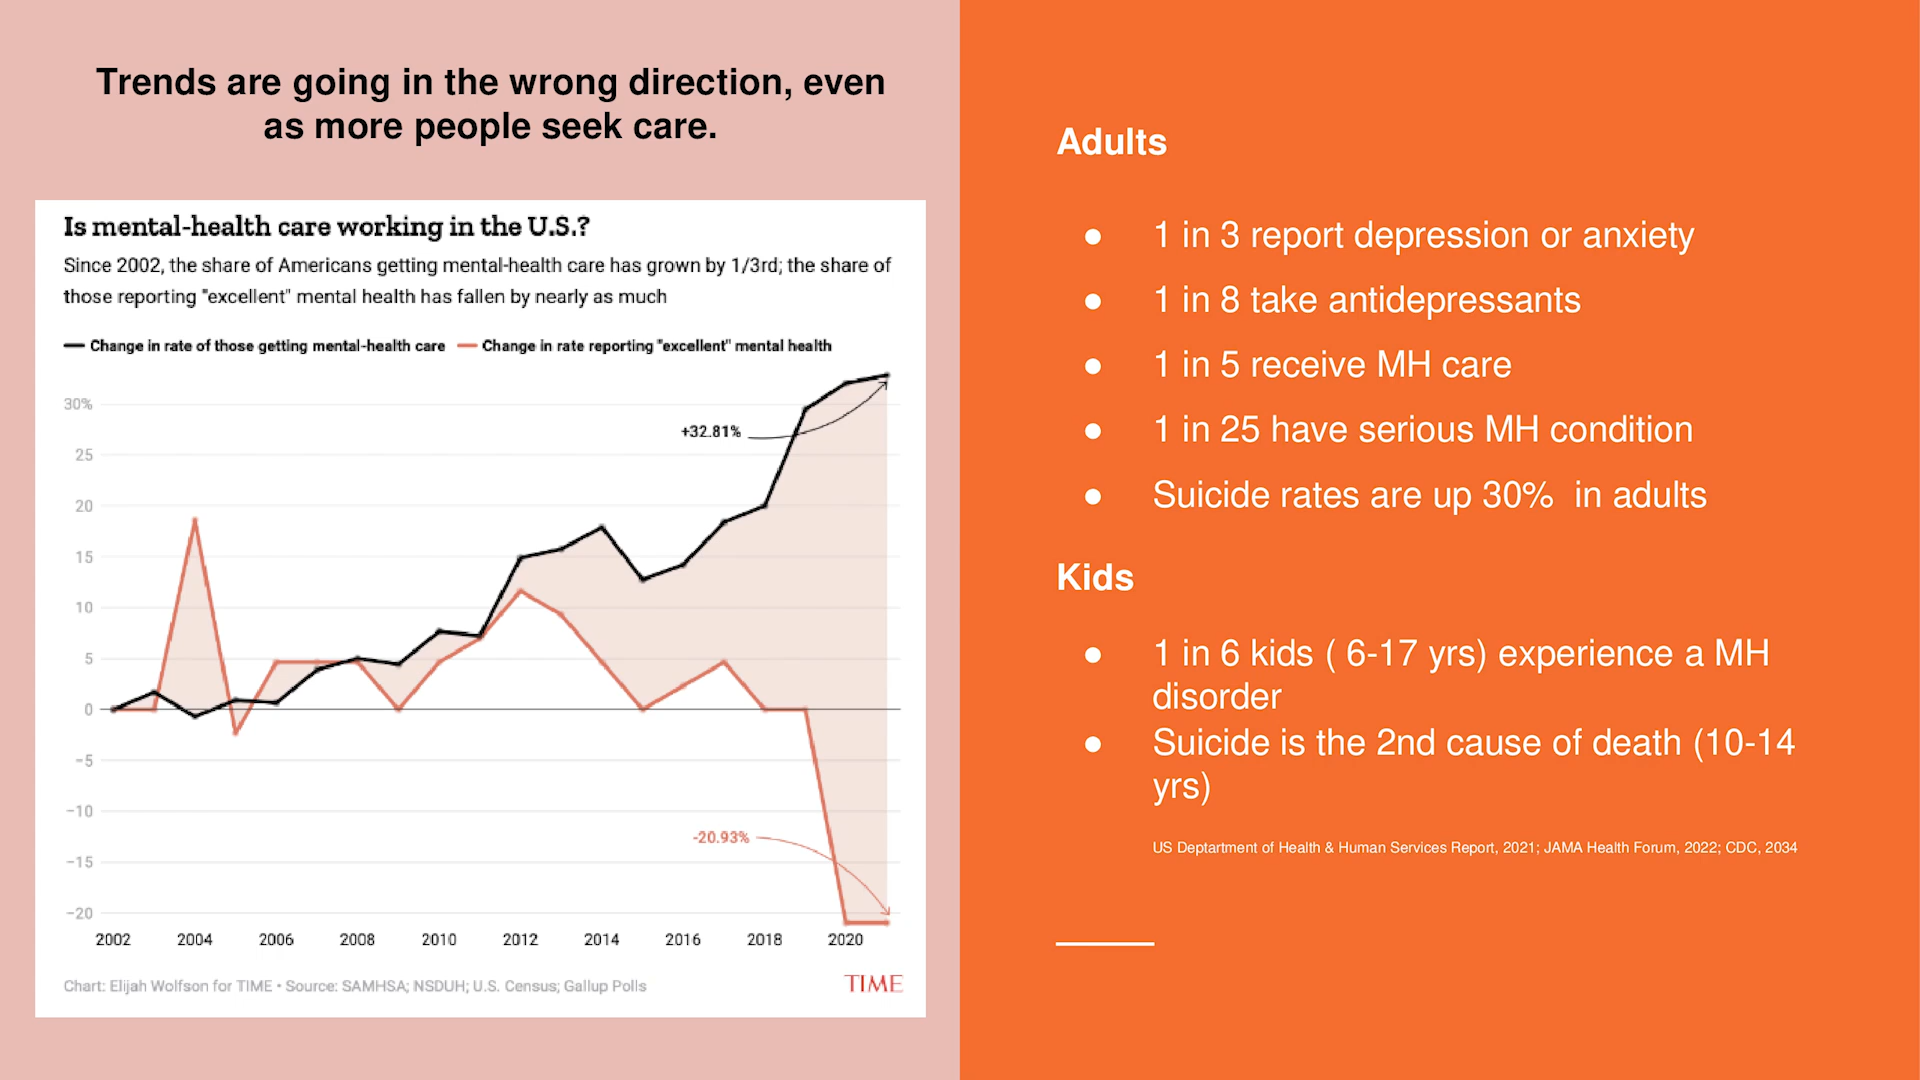 Trends are going in the wrong direction, even
as more people seek care.
Is mental-health care working in the U.S.?
Since 2002, the share of Americans getting mental-health care has grown by 1/3rd; the share of
those reporting "excellent" mental health has fallen by nearly as much
Change in rate of those getting mental-health care Change in rate reporting "excellent" mental health
30%
25
20
15
10
5
0
−5
−10
−15
−20
+32.81%
-20.93%
2002 2004 2006 2008 2010 2012 2014 2016 2018 2020
Chart: Elijah Wolfson for TIME • Source: SAMHSA; NSDUH; U.S. Census; Gallup Polls
TIME
Adults
● 1 in 3 report depression or anxiety
● 1 in 8 take antidepressants
● 1 in 5 receive MH care
● 1 in 25 have serious MH condition
● Suicide rates are up 30%  in adults
Kids
● 1 in 6 kids ( 6-17 yrs) experience a MH
disorder
● Suicide is the 2nd cause of death (10-14
yrs)
US Deptartment of Health & Human Services Report, 2021; JAMA Health Forum, 2022; CDC, 2034